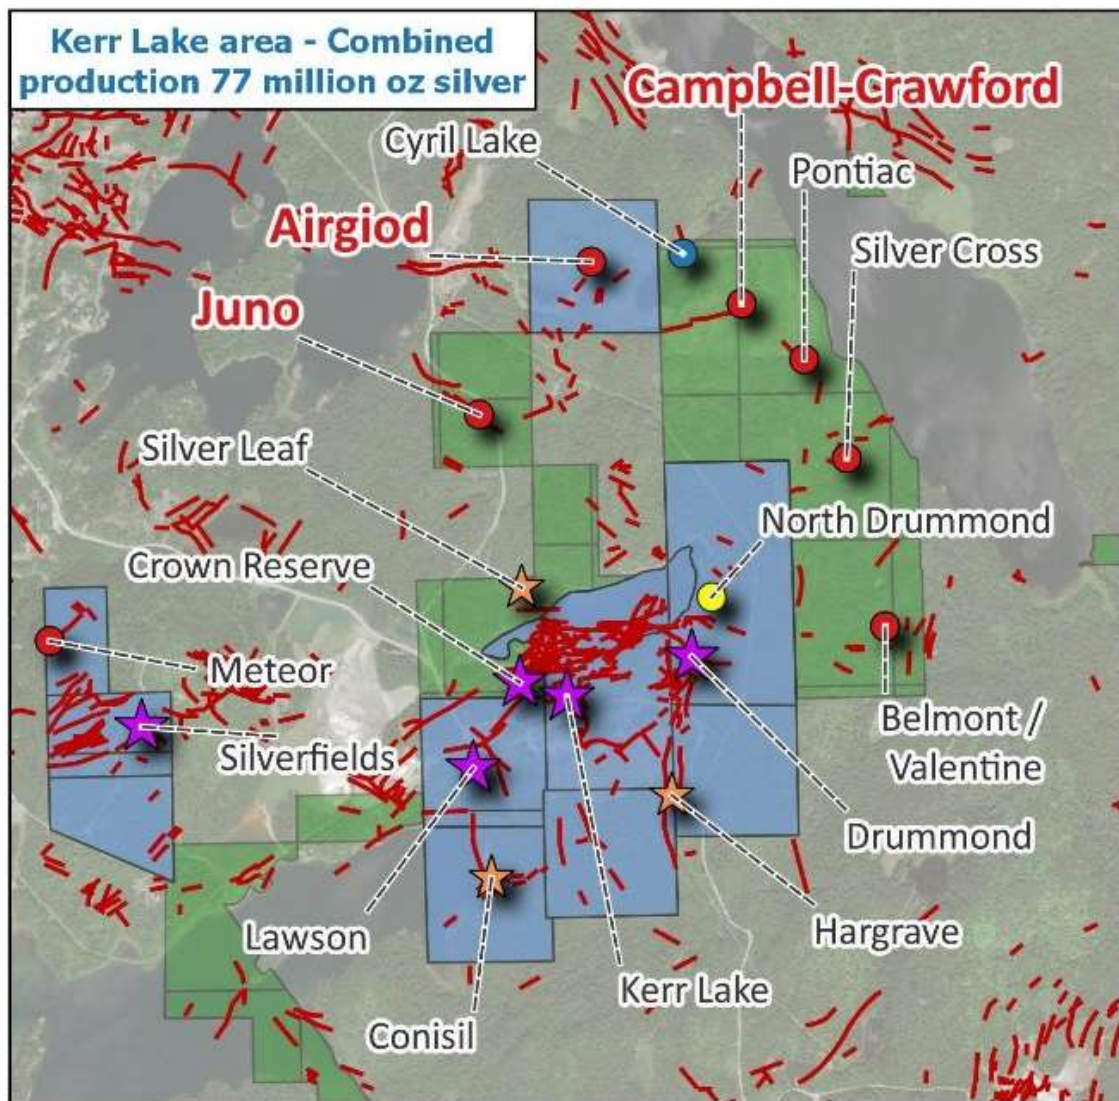 Kerr Lake area - Combined
production 77 million oz silver
Campbell-Crawford
Cyril Lake
Pontiac
Airgiod
Silver Cross
Juno
Silver Leaf
North Drummond
Crown Reserve
Meteor
Belmont /
Valentine
Silverfields
Drummond
Lawson
Hargrave
Kerr Lake
Conisil